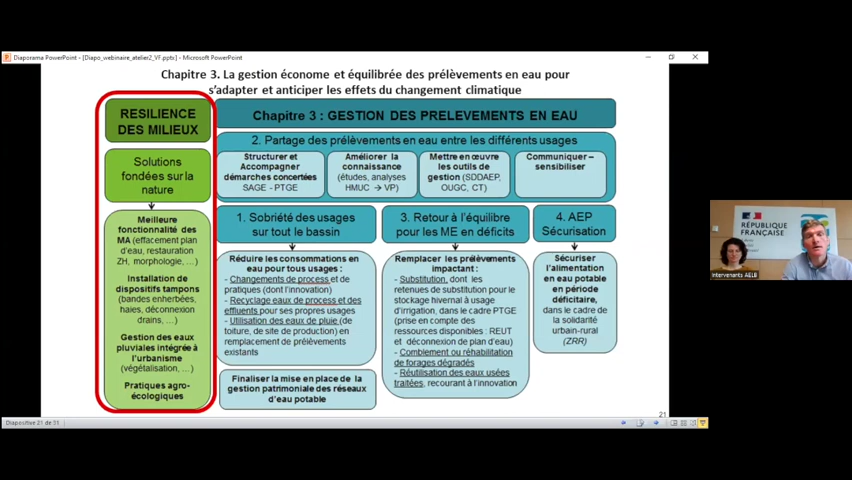 Diaporama PowerPoint - [Diapo_webinaire_atelier2_VF.pptx] - Microsoft PowerPoint
Chapitre 3. La gestion économe et équilibrée des prélèvements en eau pour
s'adapter et anticiper les effets du changement climatique
RESILIENCE
DES MILIEUX
Solutions
fondées sur la
nature
Meilleure
fonctionnalité des
MA (effacement plan
d'eau, restauration
ZH, morphologie, ...)
Installation de
dispositifs tampons
(bandes enherbées,
haies, déconnexion
drains, ...)
Gestion des eaux
pluviales intégrée à
l'urbanisme
(végétalisation, ...)
Pratiques agro-
écologiques
Chapitre 3 : GESTION DES PRELEVEMENTS EN EAU
2. Partage des prélèvements en eau entre les différents usages
Structurer et
Accompagner
démarches concertées
SAGE - PTGE
Améliorer la
connaissance
(études, analyses
HMUC → VP)
Mettre en œuvre
les outils de
gestion (SDDAEP,
OUGC, CT)
Communiquer –
sensibiliser
1. Sobriété des usages
sur tout le bassin
Réduire les consommations en
eau pour tous usages :
- Changements de process et de
pratiques (dont l'innovation)
- Recyclage eaux de process et des
effluents pour ses propres usages
- Utilisation des eaux de pluie (de
toiture, de site de production) en
remplacement de prélèvements
existants
Finaliser la mise en place de la
gestion patrimoniale des réseaux
d'eau potable
3. Retour à l'équilibre
pour les ME en déficits
Remplacer les prélèvements
impactant :
- Substitution, dont les
retenues de substitution pour le
stockage hivernal à usage
d'irrigation, dans le cadre PTGE
(prise en compte des
ressources disponibles : REUT
et déconnexion de plan d'eau)
- Comblement ou réhabilitation
de forages dégradés
- Réutilisation des eaux usées
traitées, recourant à l'innovation
4. AEP
Sécurisation
Sécuriser
l'alimentation
en eau potable
en période
déficitaire,
dans le cadre de
la solidarité
urbain-rural
(ZRR)
21
Diapositive 21 de 31
RÉPUBLIQUE
FRANÇAISE
Intervenants AELB